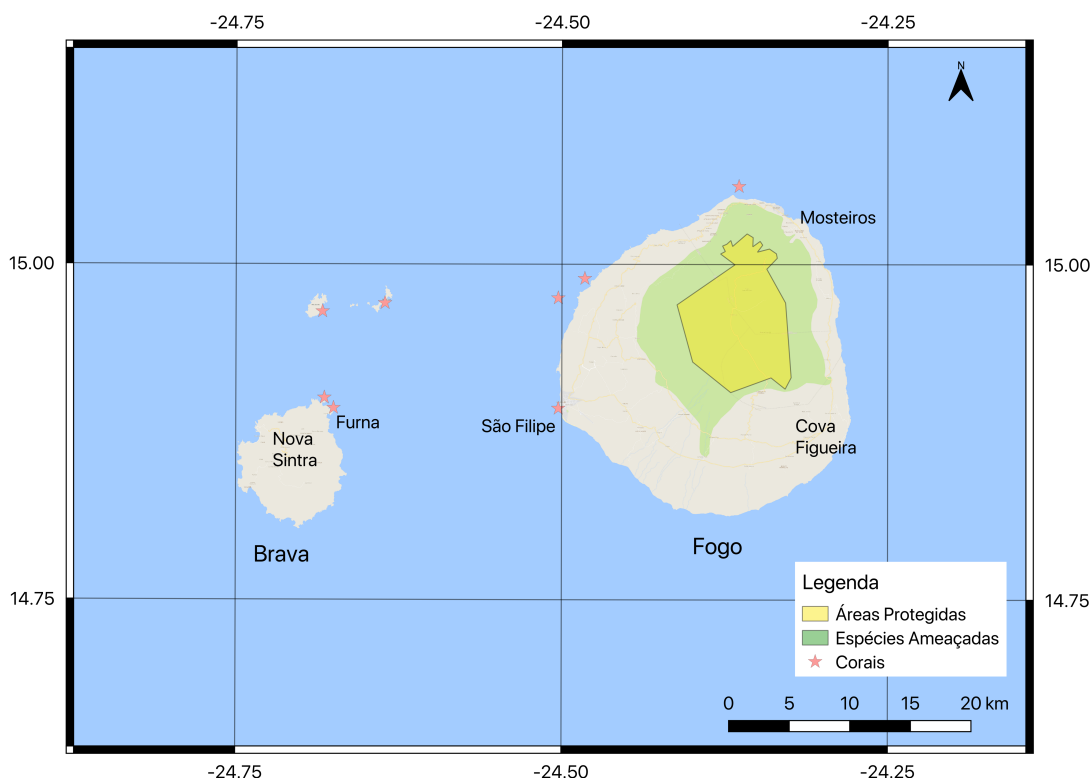 -24.75
-24.50
-24.25
N
Mosteiros
15.00
15.00
Furna
São Filipe
Cova
Figueira
Nova
Sintra
Brava
Fogo
Legenda
14.75
14.75
Áreas Protegidas
Espécies Ameaçadas
Corais
0
5
10
15
20 km
-24.75
-24.50
-24.25